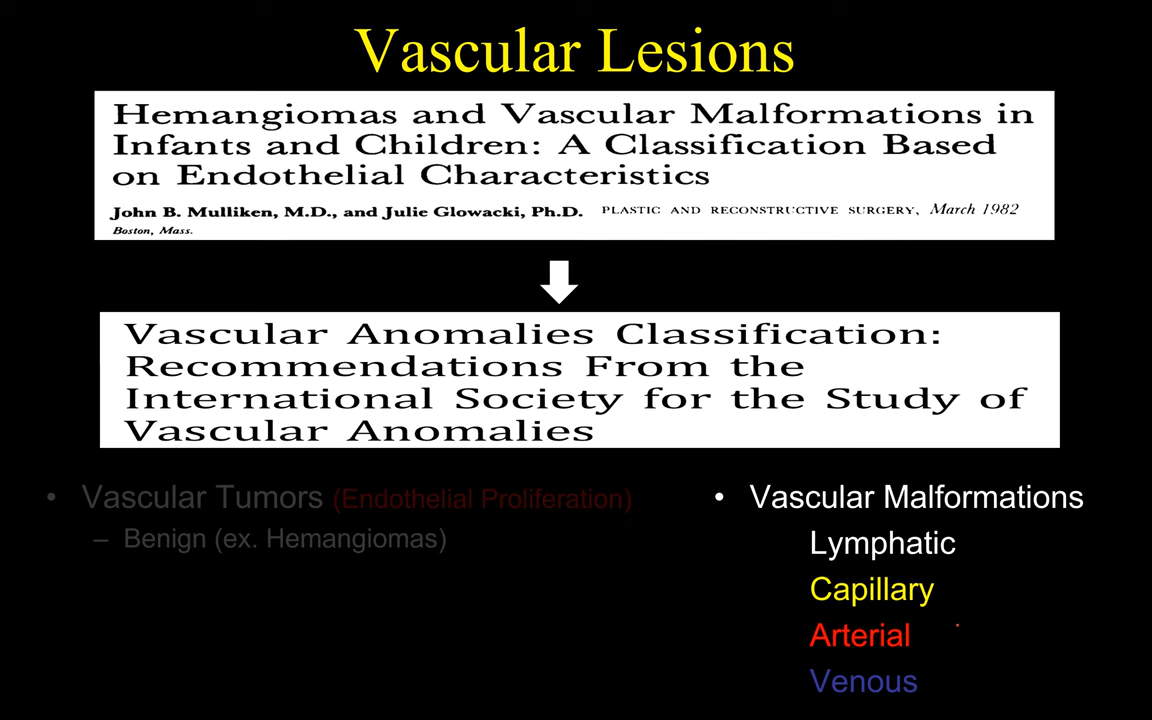 Vascular Lesions
Hemangiomas and Vascular Malformations in
Infants and Children: A Classification Based
on Endothelial Characteristics
John B. Mulliken, M.D., and Julie Glowacki, Ph.D. PLASTIC AND RECONSTRUCTIVE SURGERY, March 1982
Boston, Mass.
Vascular Anomalies Classification:
Recommendations From the
International Society for the Study of
Vascular Anomalies
• Vascular Tumors (Endothelial Proliferation)
– Benign (ex. Hemangiomas)
• Vascular Malformations
Lymphatic
Capillary
Arterial
Venous